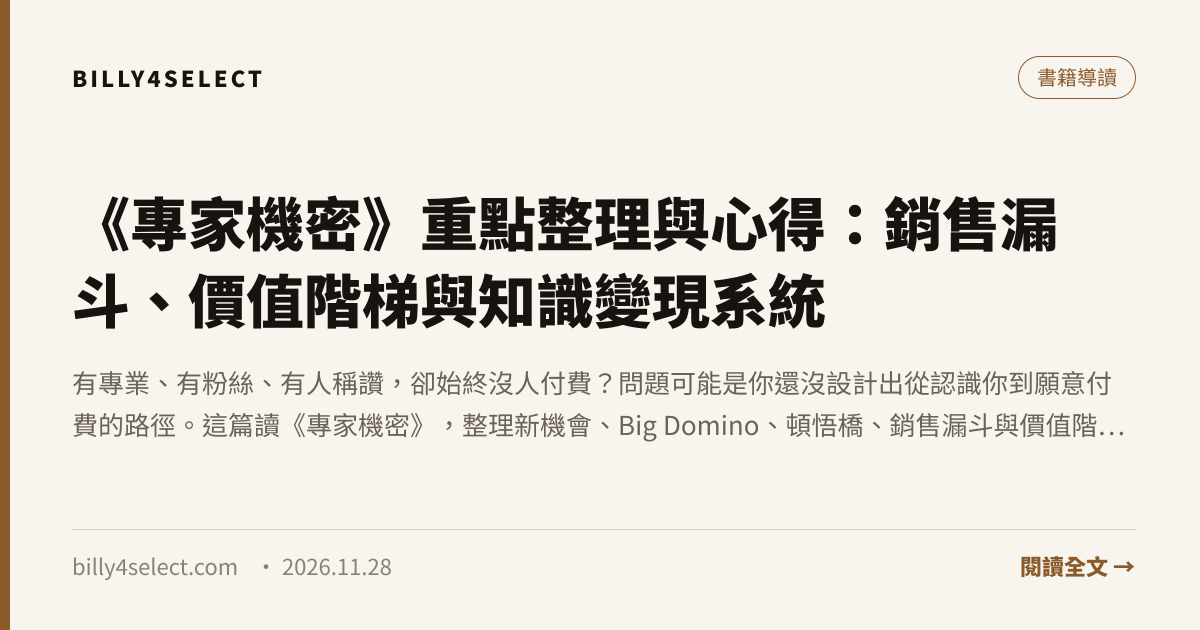 BILLY4SELECT
書籍導讀
《專家機密》重點整理與心得：銷售漏
斗、價值階梯與知識變現系統
有專業、有粉絲、有人稱讚，卻始終沒人付費？問題可能是你還沒設計出從認識你到願意付
費的路徑。這篇讀《專家機密》，整理新機會、Big Domino、頓悟橋、銷售漏斗與價值階…
billy4select.com ・ 2026.11.28
閱讀全文 →